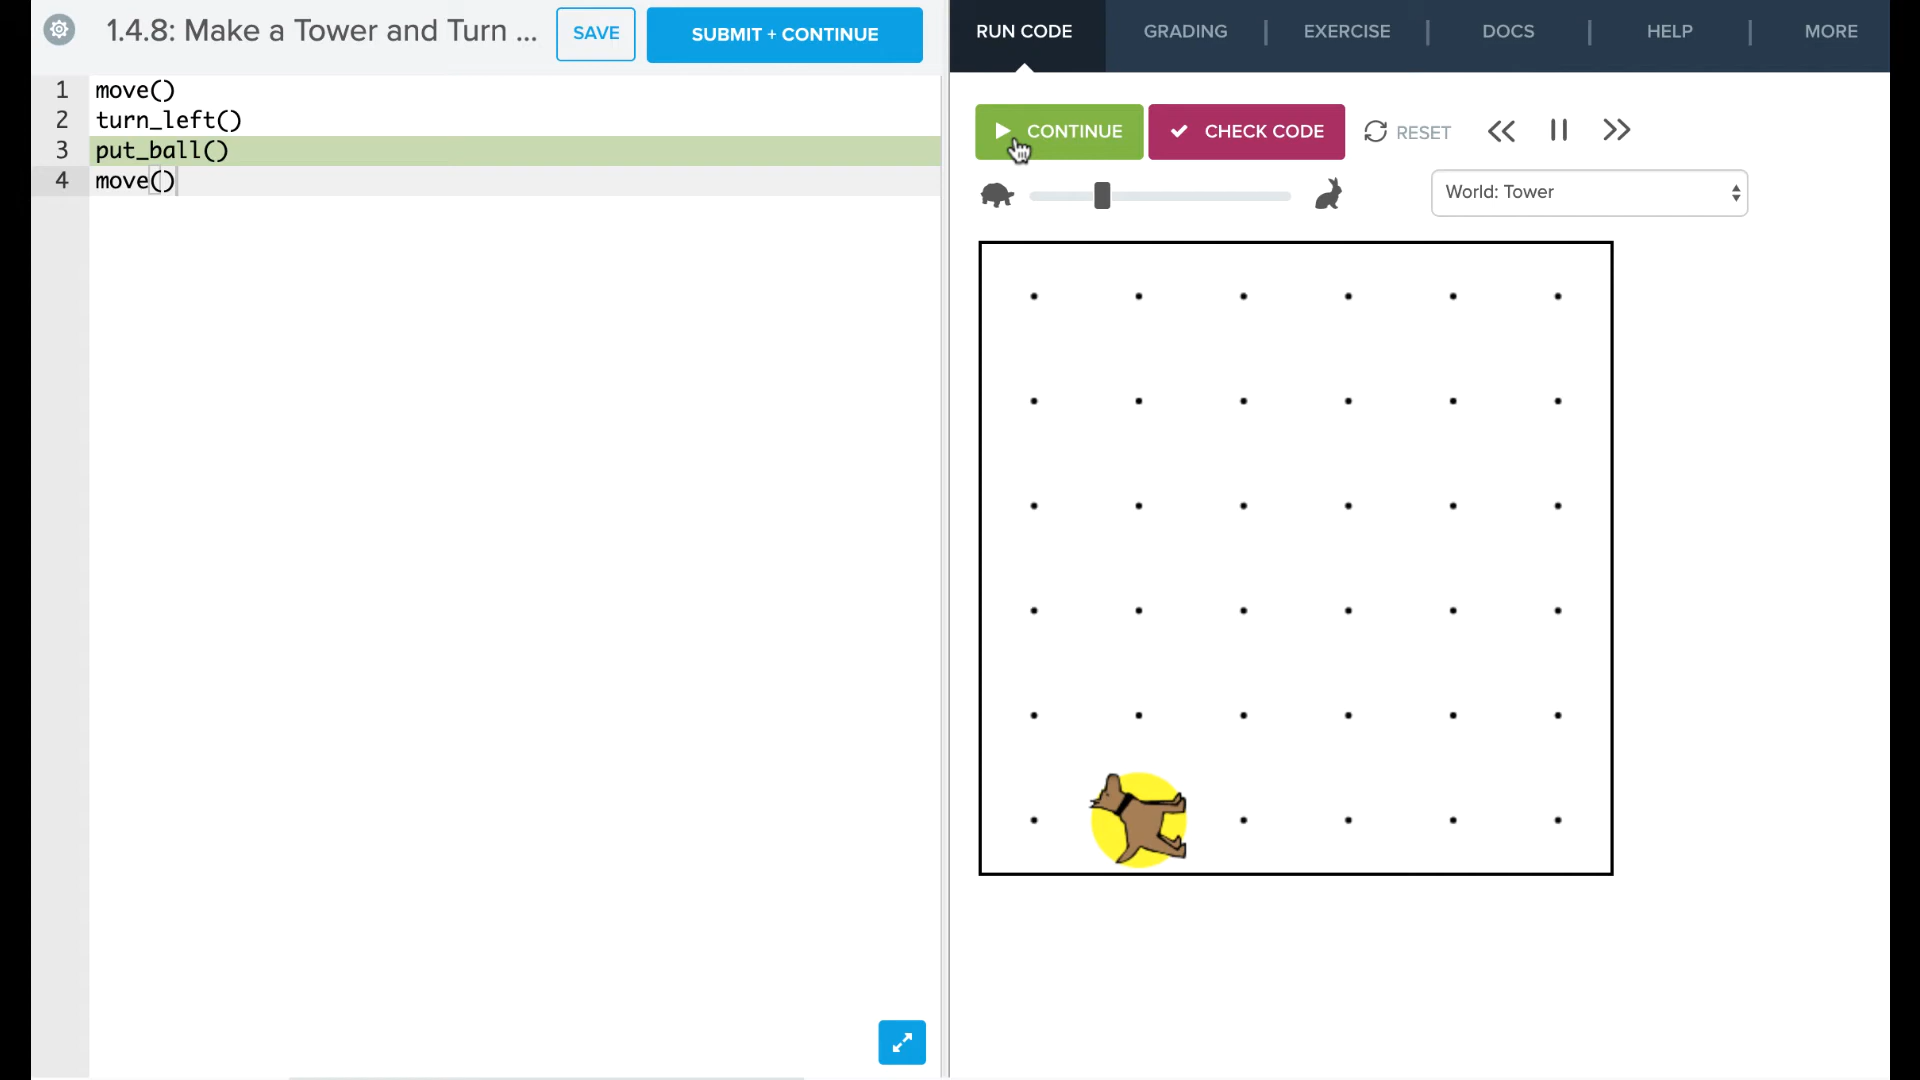 1.4.8: Make a Tower and Turn ...
SAVE
SUBMIT + CONTINUE
RUN CODE
GRADING
EXERCISE
DOCS
HELP
MORE
1 move()
2 turn_left()
3 put_ball()
4 move()
CONTINUE
CHECK CODE
RESET
World: Tower